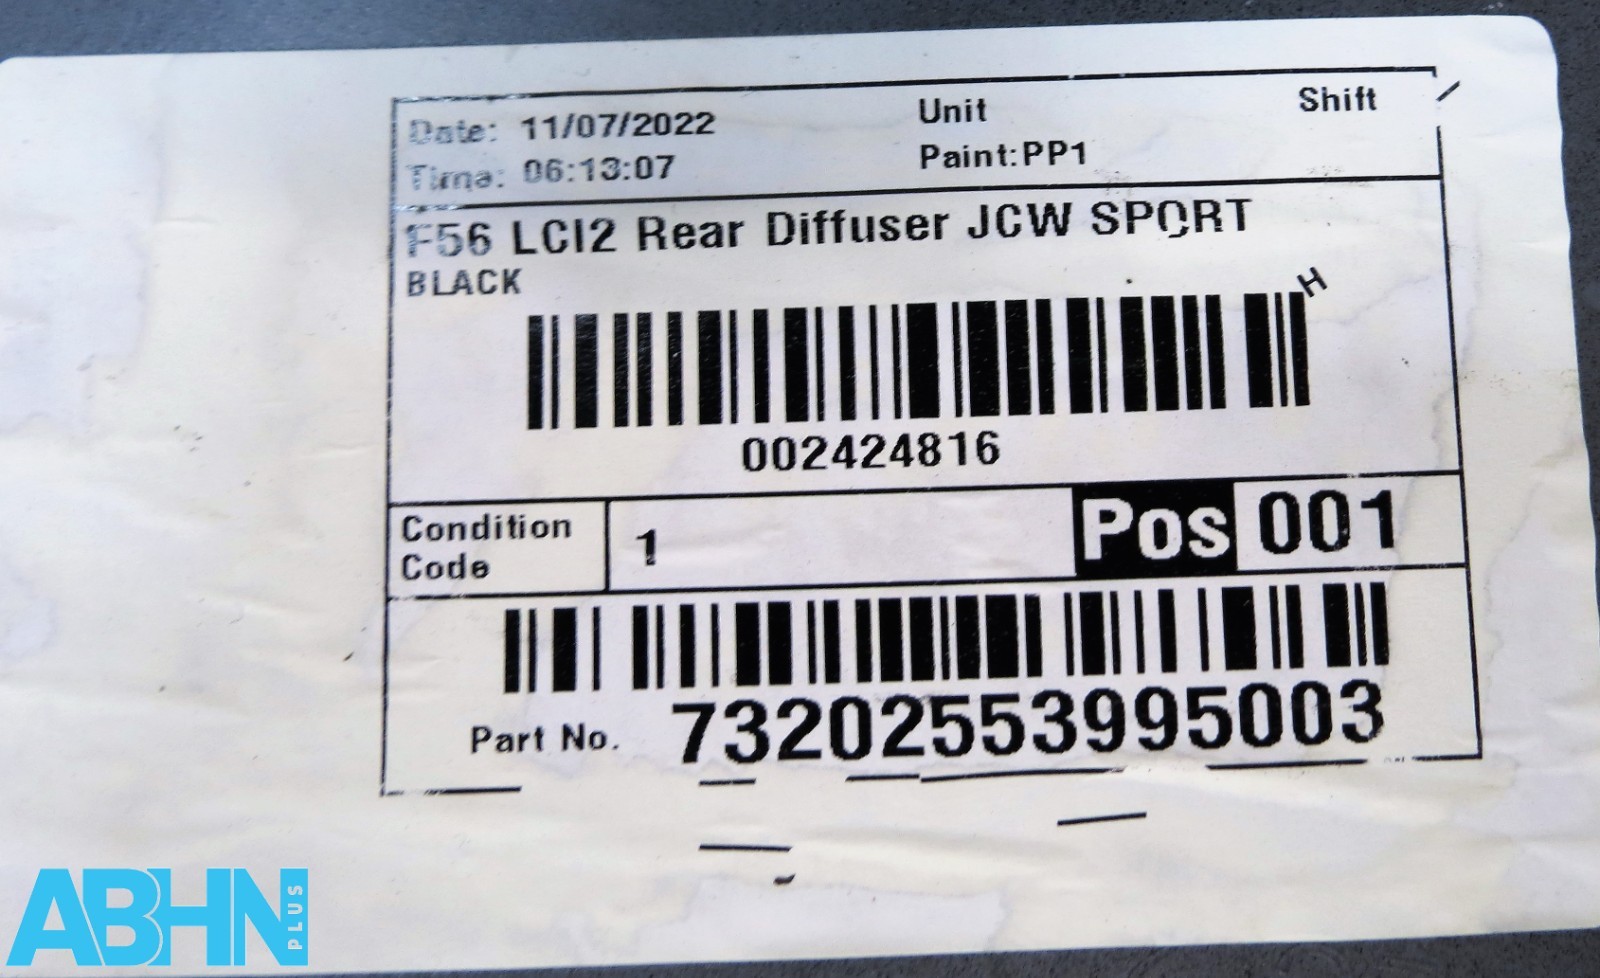 Date: 11/07/2022 Unit Shift
Time: 06:13:07 Paint:PP1
F56 LCI2 Rear Diffuser JCW SPORT
BLACK
H
002424816
Condition Code 1 Pos 001
Part No. 73202553995003
ABHN PLUS